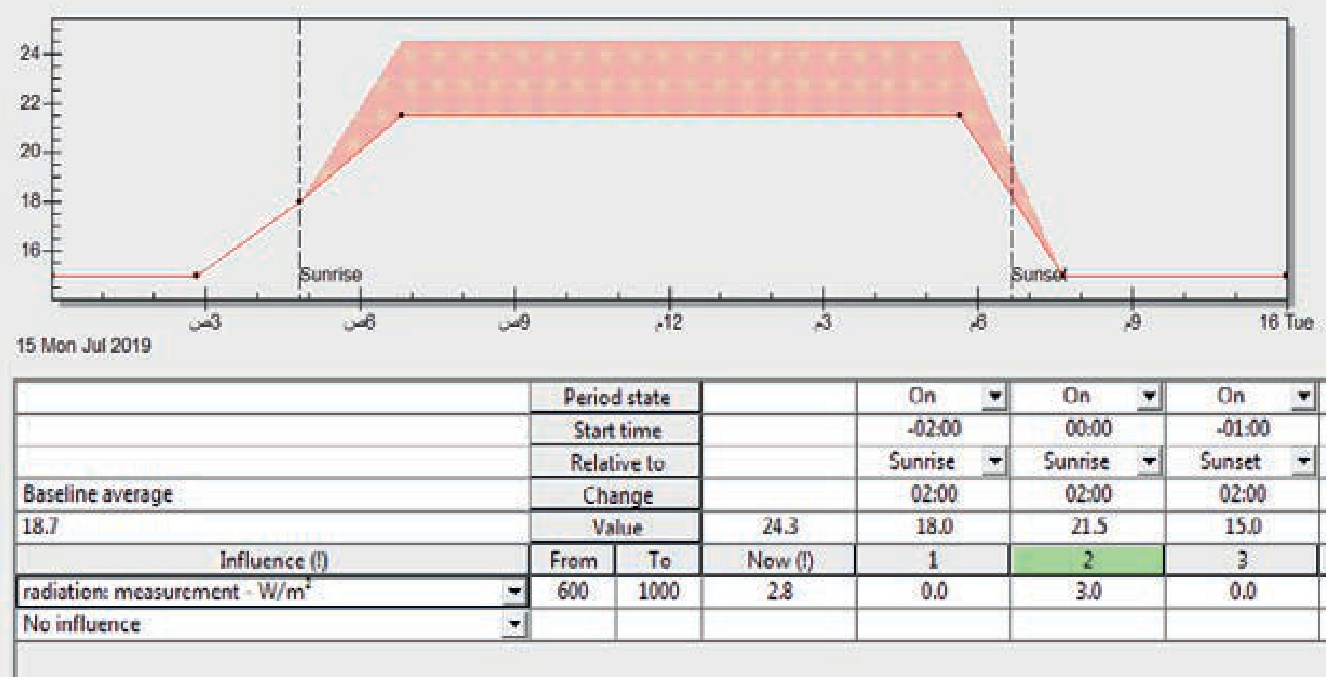 24
22
20
18
16
Sunrise
Sunset
3ص
6ص
9ص
12م
3م
6م
9م
16 Tue
15 Mon Jul 2019
Period state On On On
Start time -02:00 00:00 -01:00
Relative to Sunrise Sunrise Sunset
Baseline average Change 02:00 02:00 02:00
18.7 Value 24.3 18.0 21.5 15.0
Influence (!) From To Now (!) 1 2 3
radiation: measurement - W/m² 600 1000 2.8 0.0 3.0 0.0
No influence